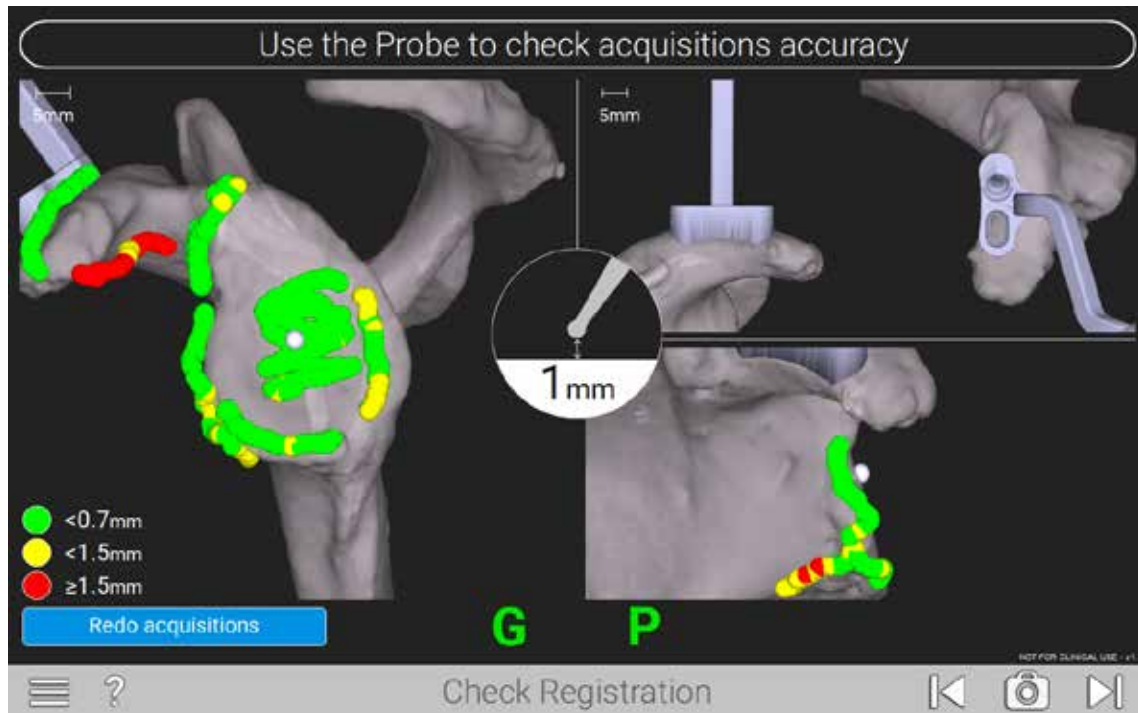 Use the Probe to check acquisitions accuracy
5mm
5mm
1mm
<0.7mm
<1.5mm
≥1.5mm
Redo acquisitions
G P
NOT FOR CLINICAL USE - v1
? Check Registration